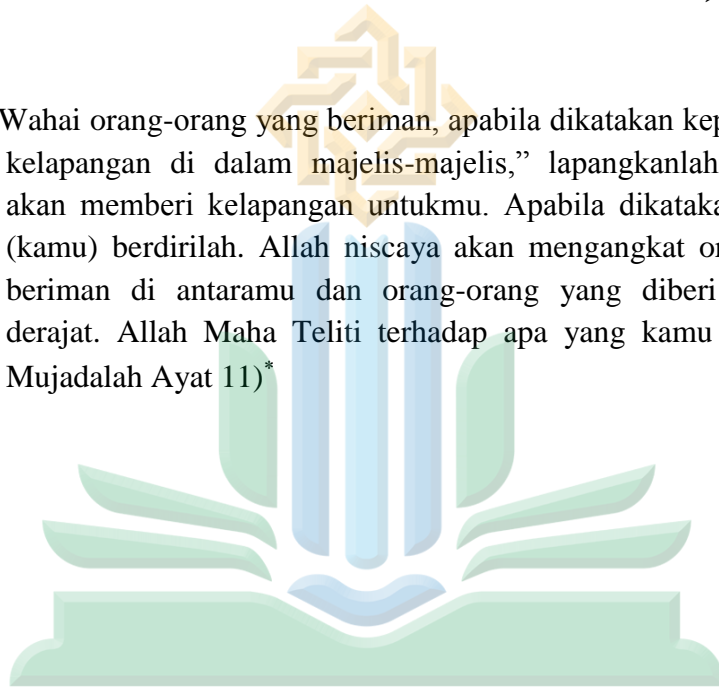 Wahai orang-orang yang beriman, apabila dikatakan kep
kelapangan di dalam majelis-majelis,” lapangkanlah
akan memberi kelapangan untukmu. Apabila dikataka
(kamu) berdirilah. Allah niscaya akan mengangkat or
beriman di antaramu dan orang-orang yang diberi
derajat. Allah Maha Teliti terhadap apa yang kamu
Mujadalah Ayat 11)*